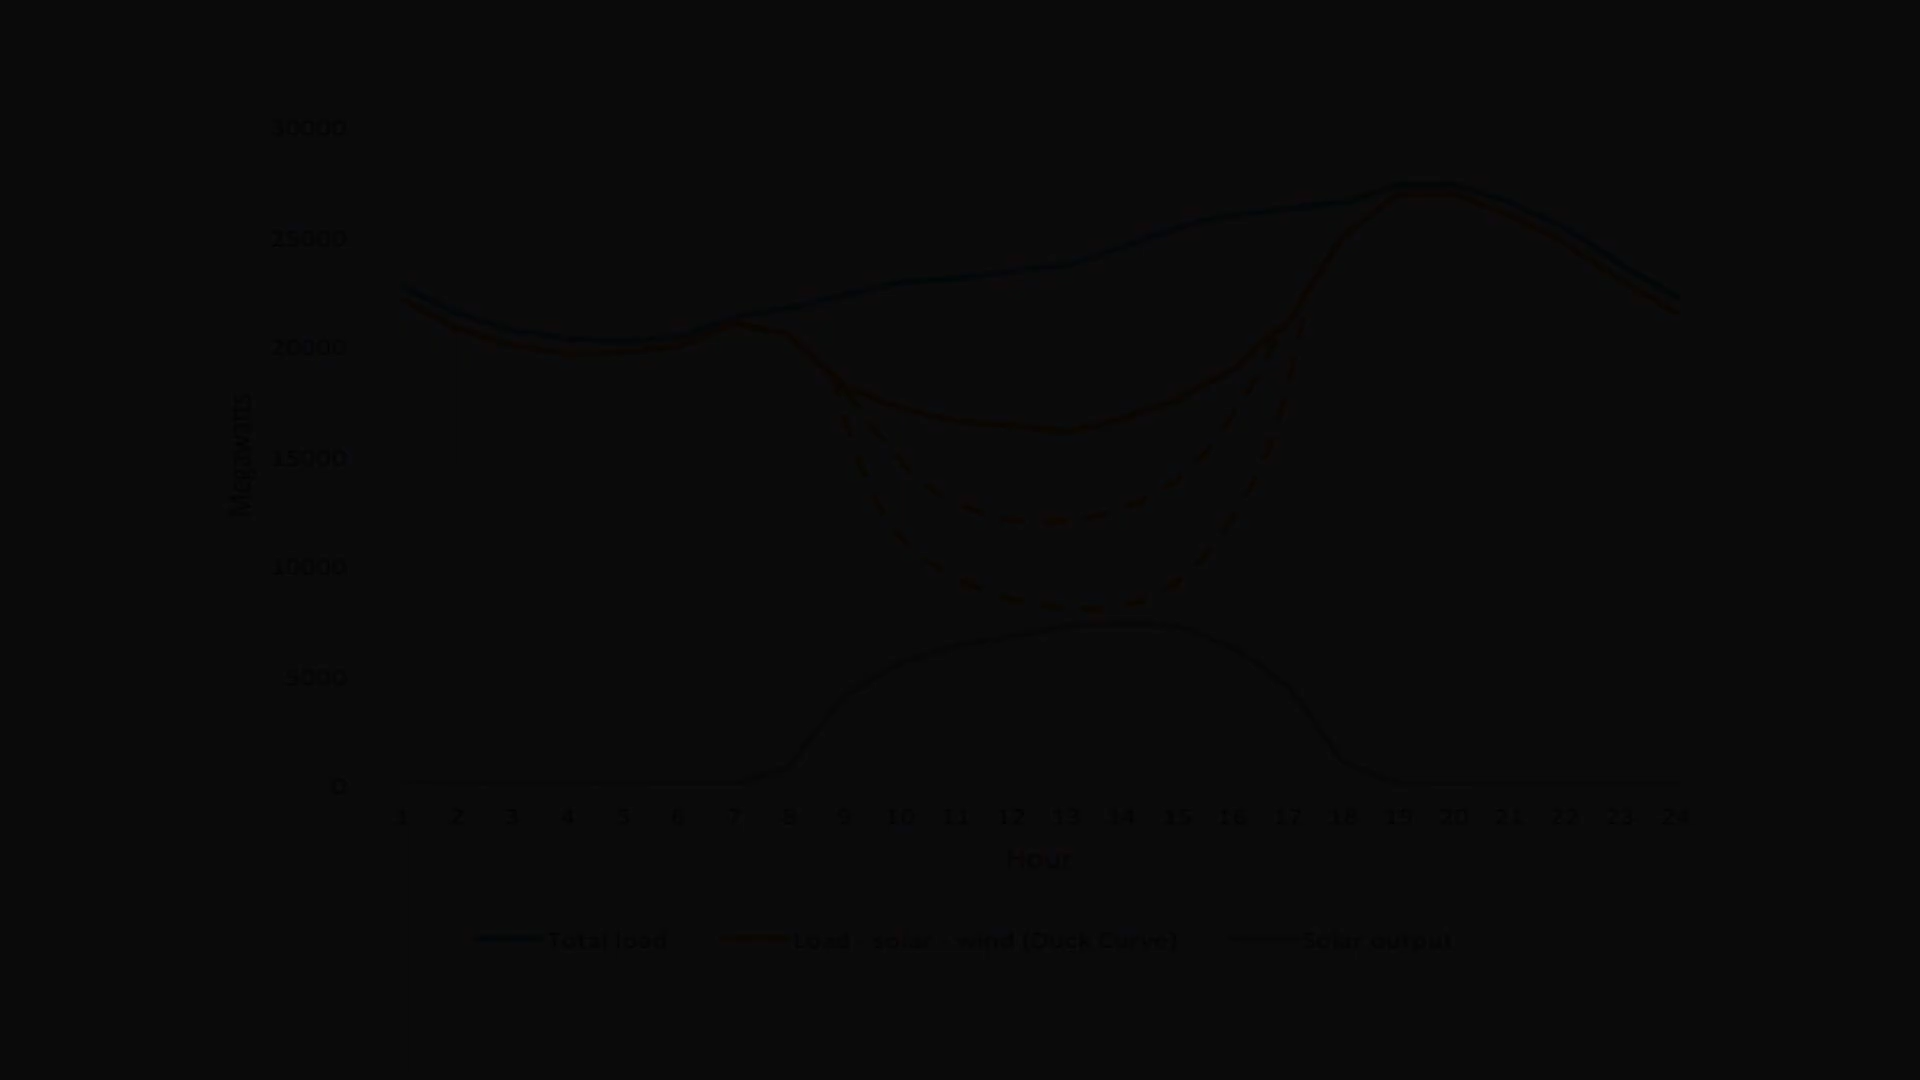 30000
25000
20000
Megawatts
15000
10000
5000
0
1 2 3 4 5 6 7 8 9 10 11 12 13 14 15 16 17 18 19 20 21 22 23 24
Hour
Total load Load - solar - wind (Duck Curve) Solar output